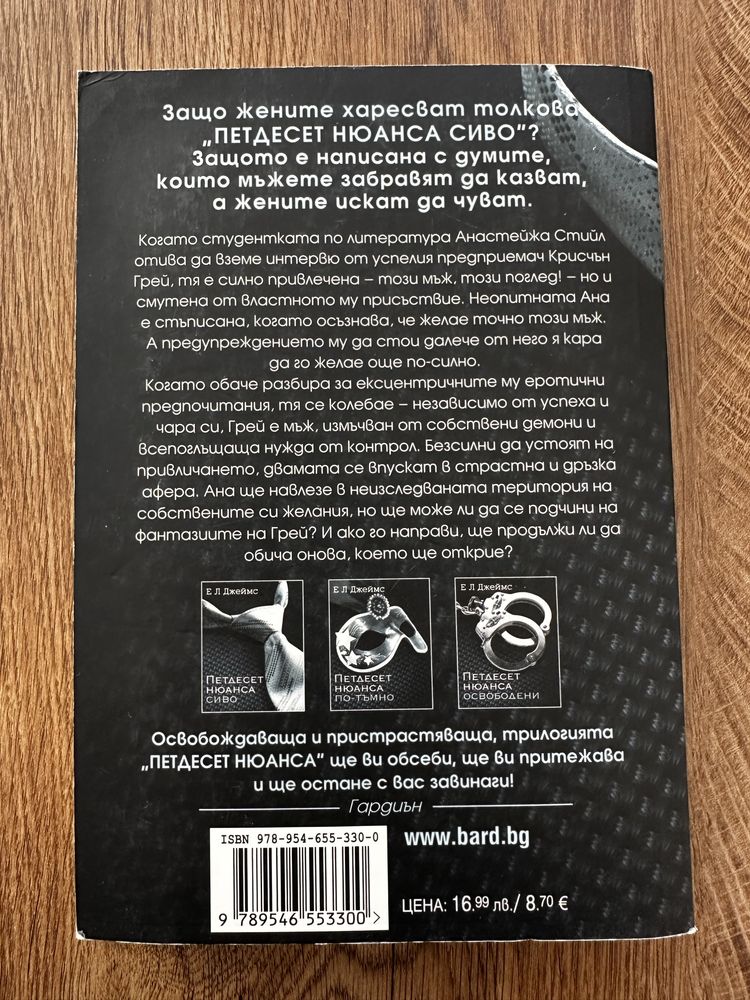 Защо жените харесват толкова
„ПЕТДЕСЕТ НЮАНСА СИВО"?
Защото е написана с думите,
които мъжете забравят да казват,
а жените искат да чуват.
Когато студентката по литература Анастейжа Стийл
отива да вземе интервю от успелия предприемач Крисчън
Грей, тя е силно привлечена – този мъж, този поглед! – но и
смутена от властното му присъствие. Неопитната Ана
е стъписана, когато осъзнава, че желае точно този мъж.
А предупреждението му да стои далече от него я кара
да го желае още по-силно.
Когато обаче разбира за ексцентричните му еротични
предпочитания, тя се колебае – независимо от успеха и
чара си, Грей е мъж, измъчван от собствени демони и
всепоглъщаща нужда от контрол. Безсилни да устоят на
привличането, двамата се впускат в страстна и дръзка
афера. Ана ще навлезе в неизследваната територия на
собствените си желания, но ще може ли да се подчини на
фантазиите на Грей? И ако го направи, ще продължи ли да
обича онова, което ще открие?
Е Л Джеймс
ПЕТДЕСЕТ
НЮАНСА
СИВО
Е Л Джеймс
ПЕТДЕСЕТ
НЮАНСА
ПО-ТЪМНО
Е Л Джеймс
ПЕТДЕСЕТ
НЮАНСА
ОСВОБОДЕНИ
Освобождаваща и пристрастяваща, трилогията
„ПЕТДЕСЕТ НЮАНСА" ще ви обсеби, ще ви притежава
и ще остане с вас завинаги!
Гардиън
ISBN 978-954-655-330-0
www.bard.bg
9 789546 553300 >
ЦЕНА: 16.99 лв./ 8.70 €